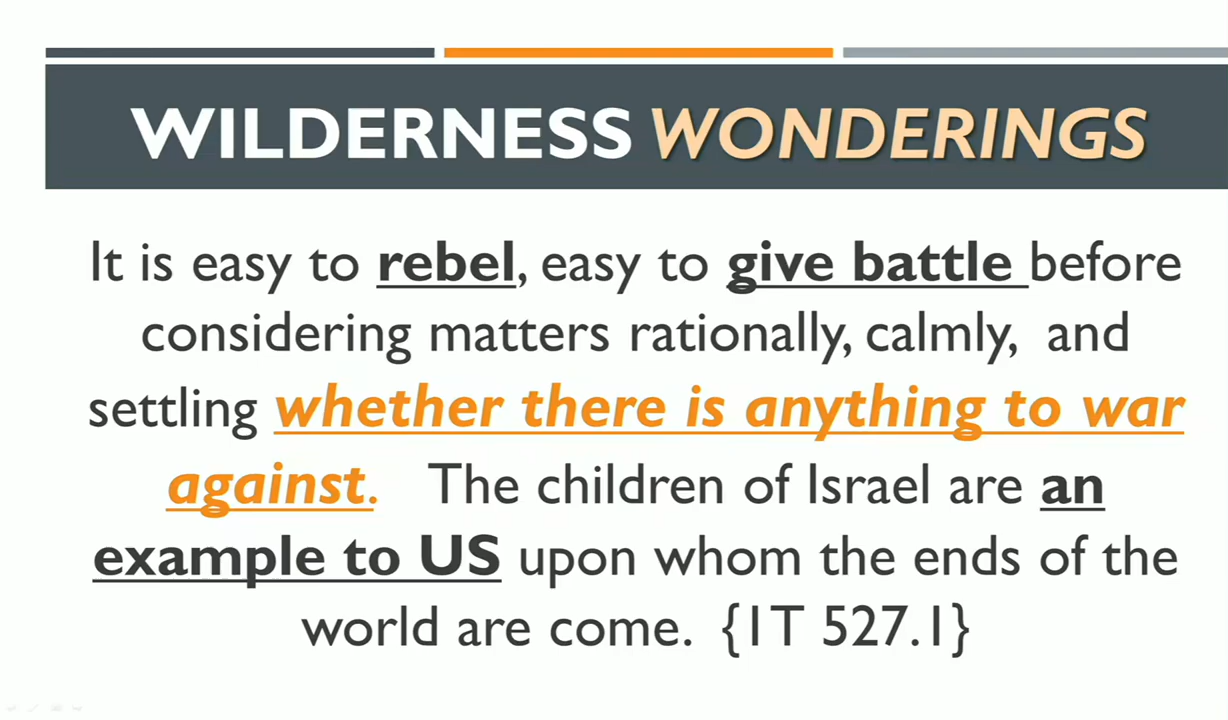 WILDERNESS WONDERINGS
It is easy to rebel, easy to give battle before
considering matters rationally, calmly, and
settling whether there is anything to war
against. The children of Israel are an
example to US upon whom the ends of the
world are come. {1T 527.1}